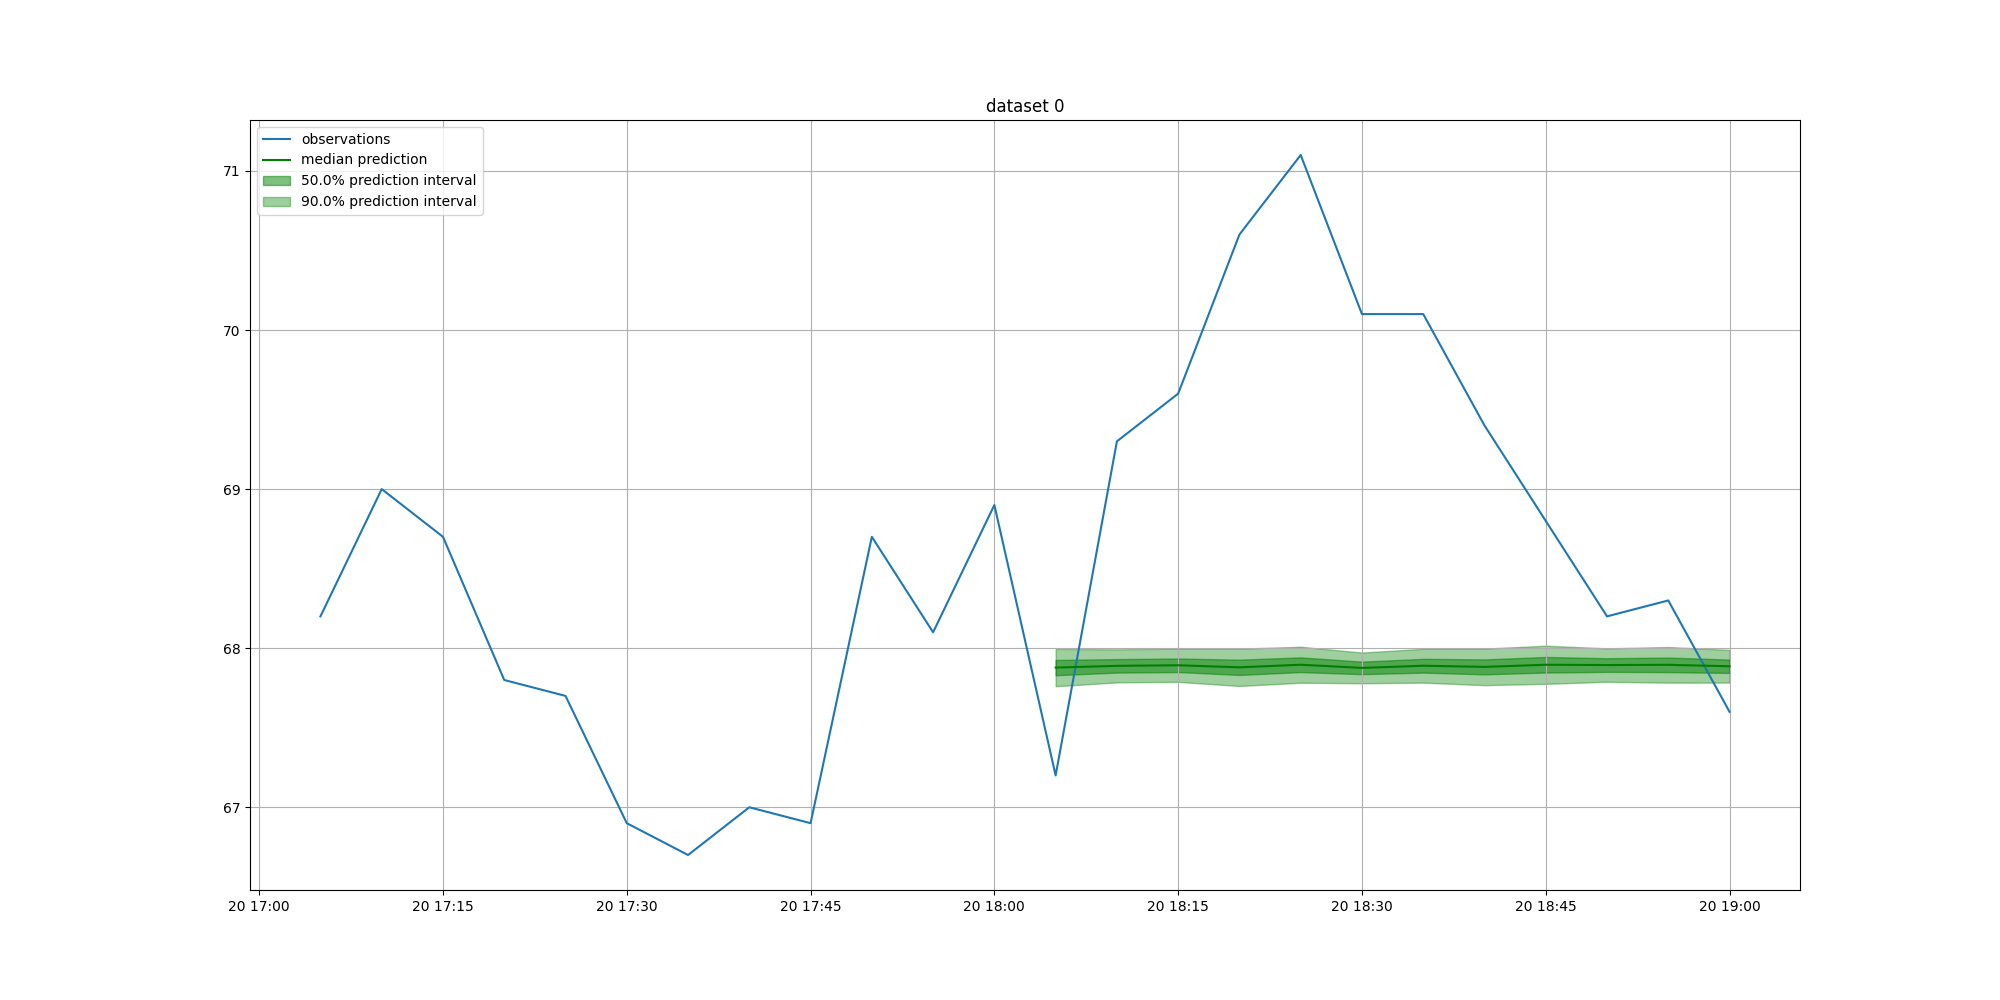 dataset 0
observations
median prediction
50.0% prediction interval
90.0% prediction interval
71
70
69
68
67
20 17:00 20 17:15 20 17:30 20 17:45 20 18:00 20 18:15 20 18:30 20 18:45 20 19:00